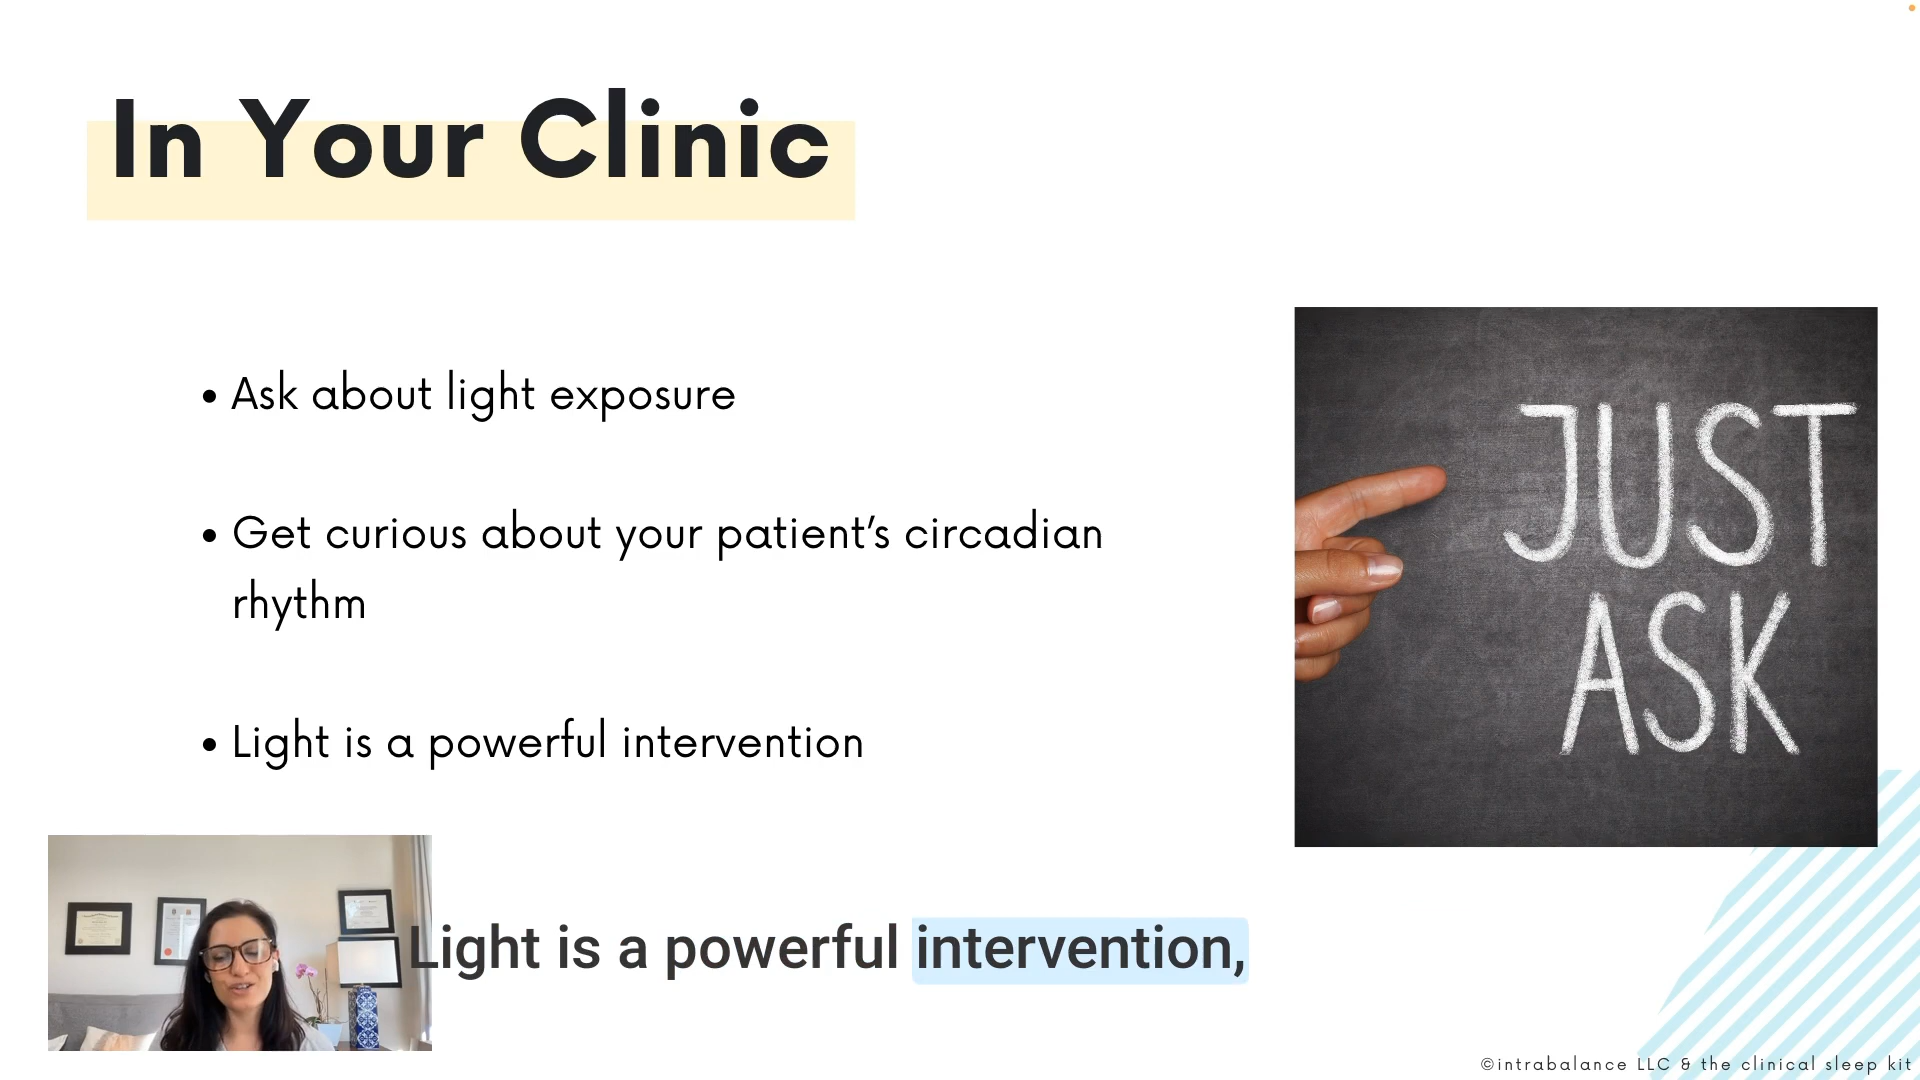 In Your Clinic
• Ask about light exposure
• Get curious about your patient’s circadian
rhythm
• Light is a powerful intervention
JUST
ASK
Light is a powerful intervention,
©intrabalance LLC & the clinical sleep kit